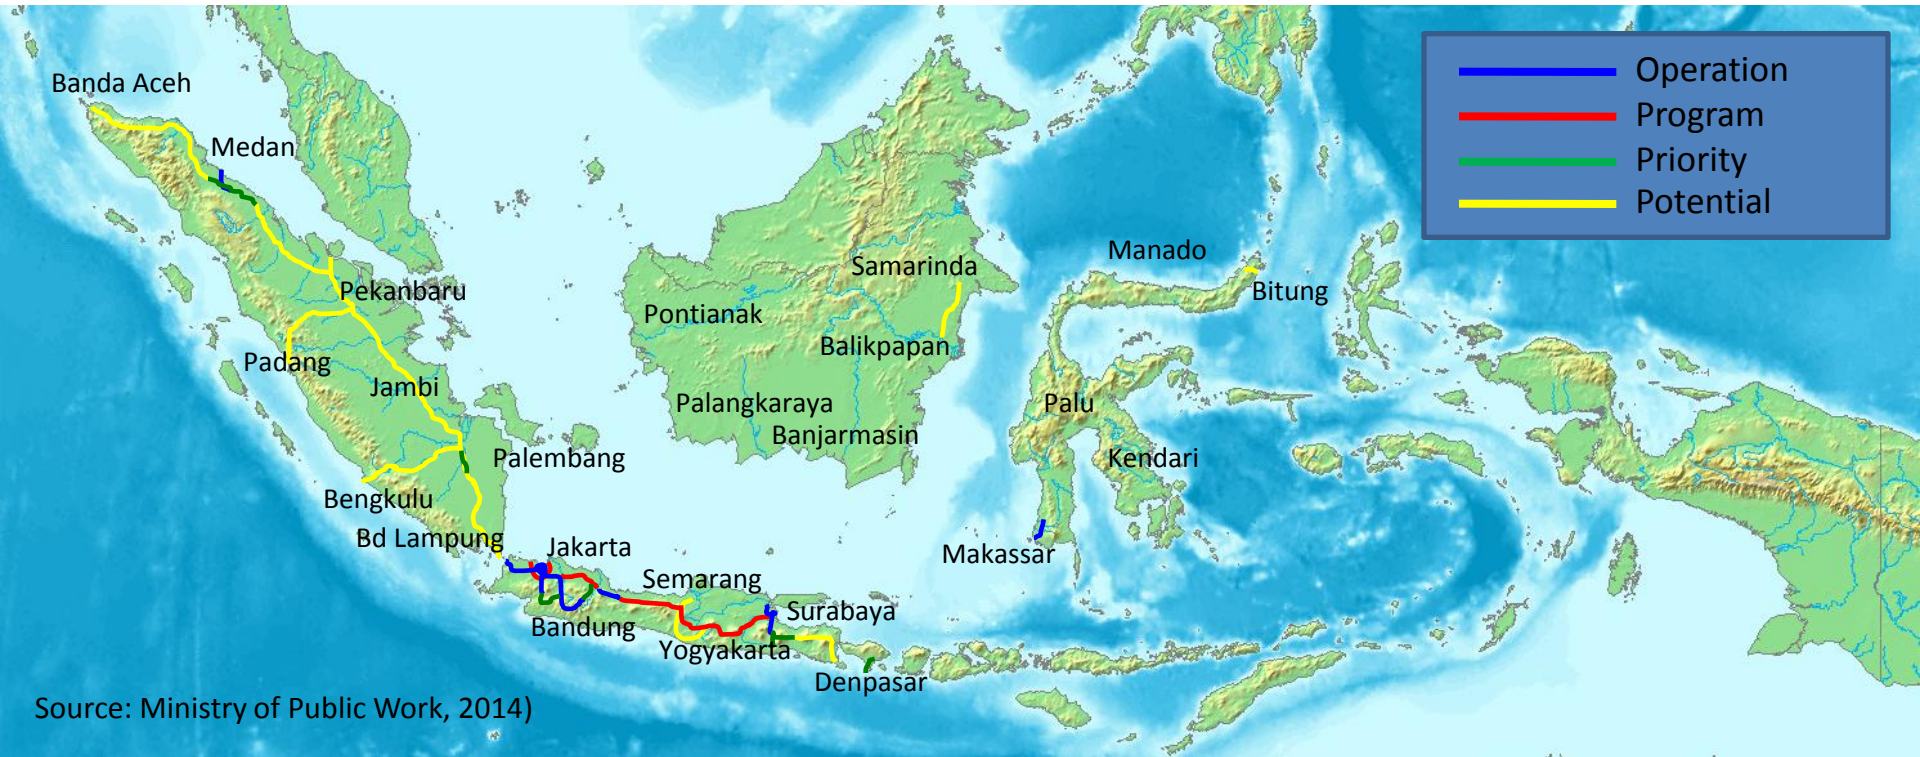 Operation
Program
Priority
Potential
Banda Aceh
Medan
Pekanbaru
Padang
Jambi
Palembang
Bengkulu
Bd Lampung
Jakarta
Semarang
Surabaya
Bandung
Yogyakarta
Denpasar
Samarinda
Pontianak
Balikpapan
Palangkaraya
Banjarmasin
Manado
Bitung
Palu
Kendari
Makassar
Source: Ministry of Public Work, 2014)